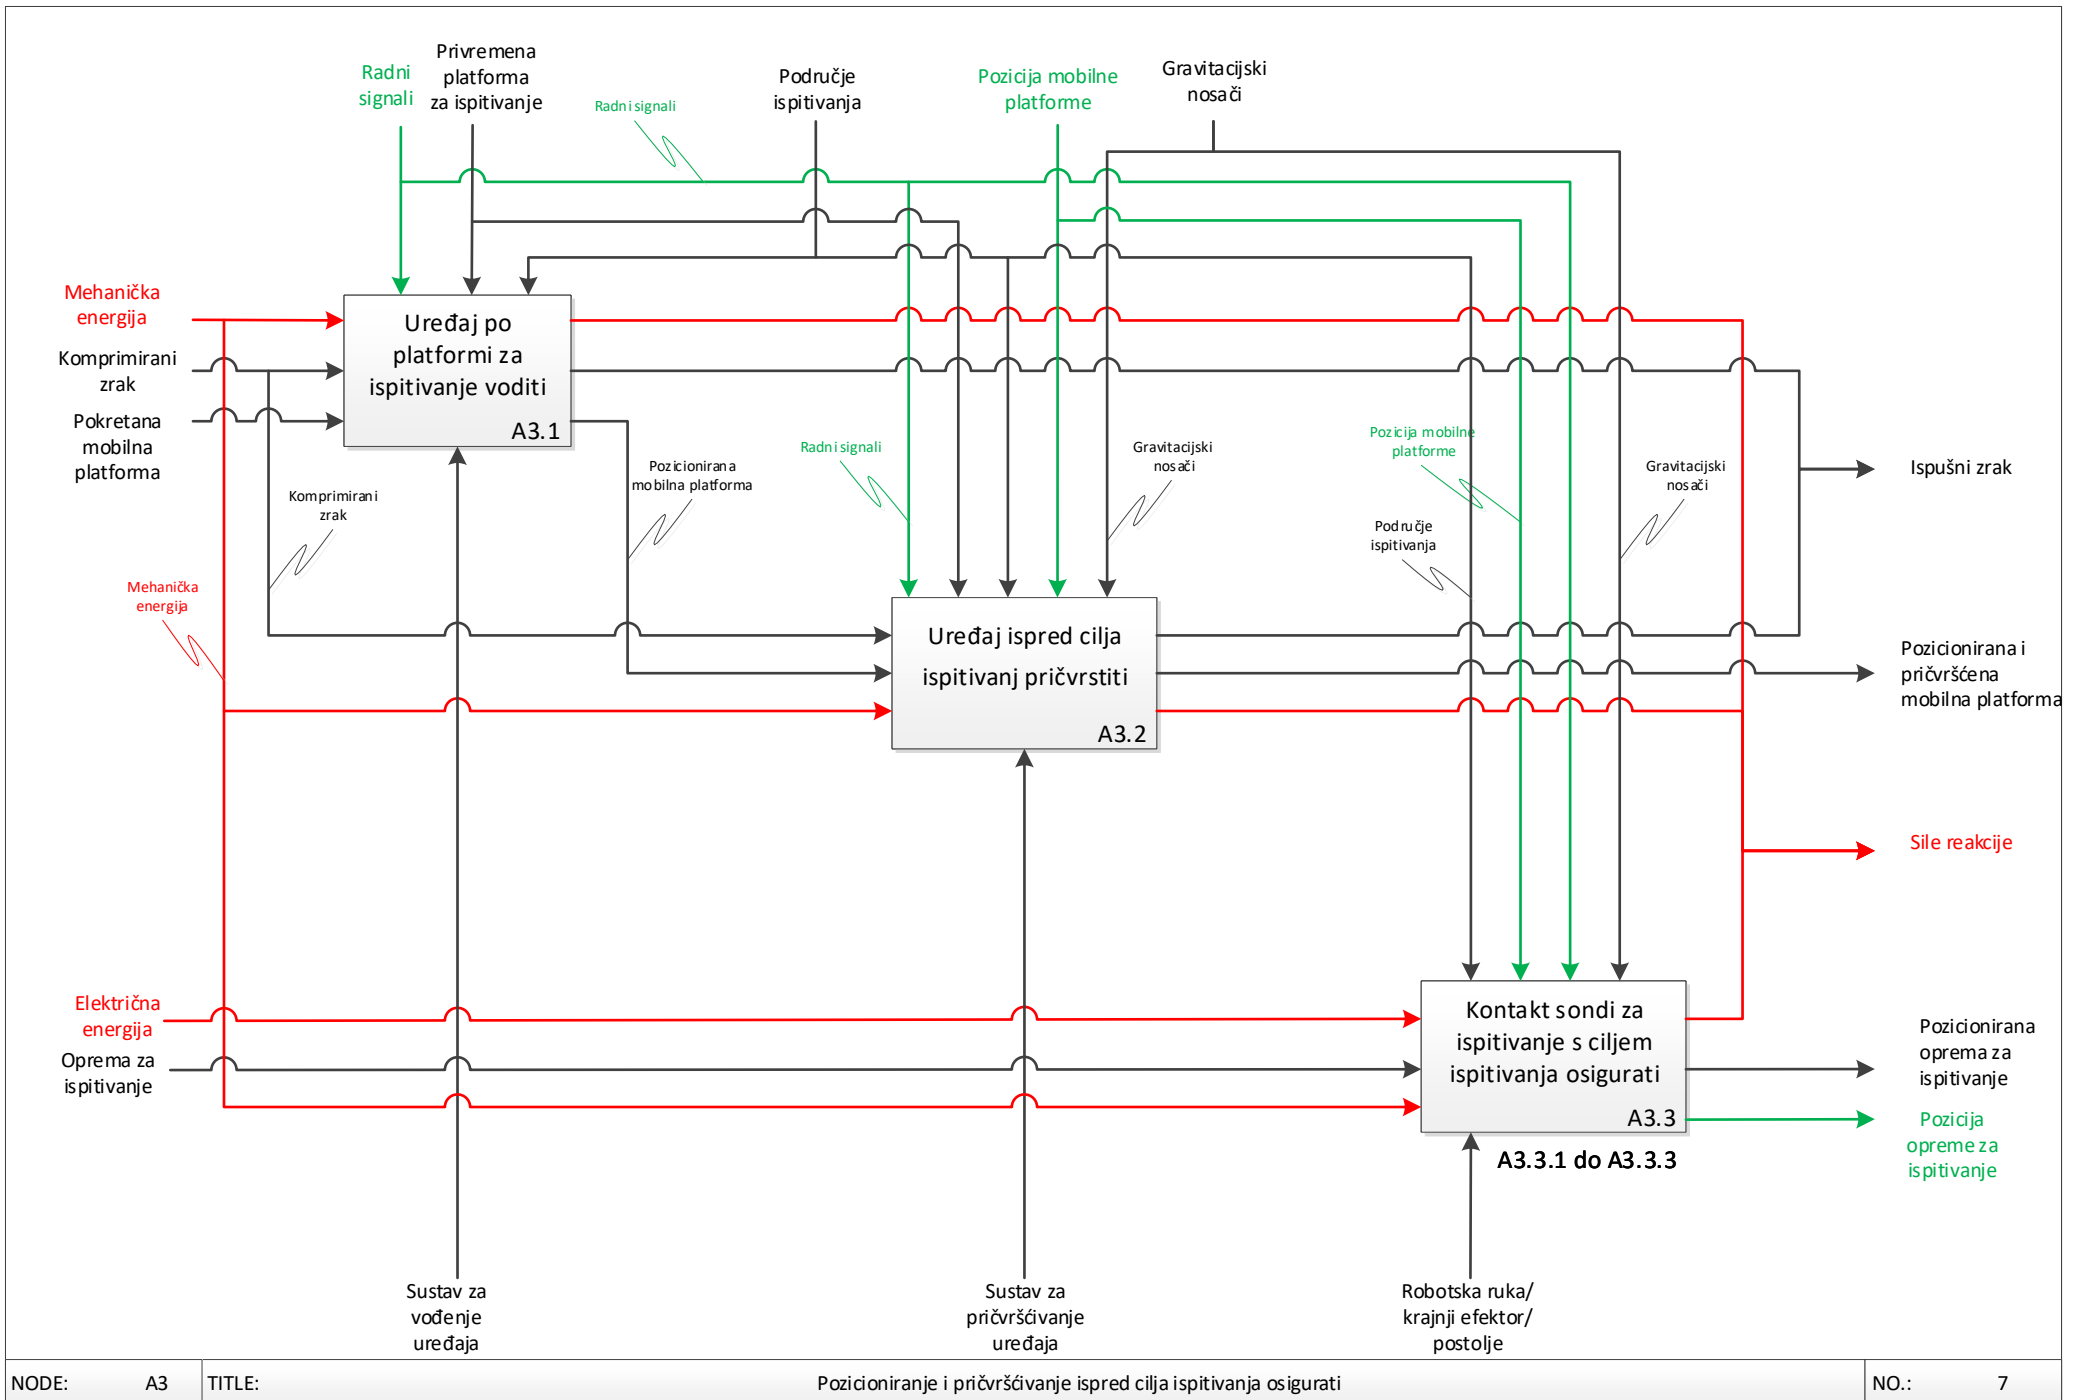 Radni
signali
Privremena
platforma
za ispitivanje
Radni signali
Područje
ispitivanja
Pozicija mobilne
platforme
Gravitacijski
nosači
Mehanička
energija
Komprimirani
zrak
Pokretana
mobilna
platforma
Uređaj po
platformi za
ispitivanje voditi
A3.1
Komprimirani
zrak
Pozicionirana
mobilna platforma
Radni signali
Gravitacijski
nosači
Pozicija mobilne
platforme
Gravitacijski
nosači
Područje
ispitivanja
Ispušni zrak
Mehanička
energija
Uređaj ispred cilja
ispitivanj pričvrstiti
A3.2
Pozicionirana i
pričvršćena
mobilna platforma
Sile reakcije
Električna
energija
Oprema za
ispitivanje
Kontakt sondi za
ispitivanje s ciljem
ispitivanja osigurati
A3.3
A3.3.1 do A3.3.3
Pozicionirana
oprema za
ispitivanje
Pozicija
opreme za
ispitivanje
Sustav za
vođenje
uređaja
Sustav za
pričvršćivanje
uređaja
Robotska ruka/
krajnji efektor/
postolje
NODE: A3 TITLE: Pozicioniranje i pričvršćivanje ispred cilja ispitivanja osigurati NO.: 7